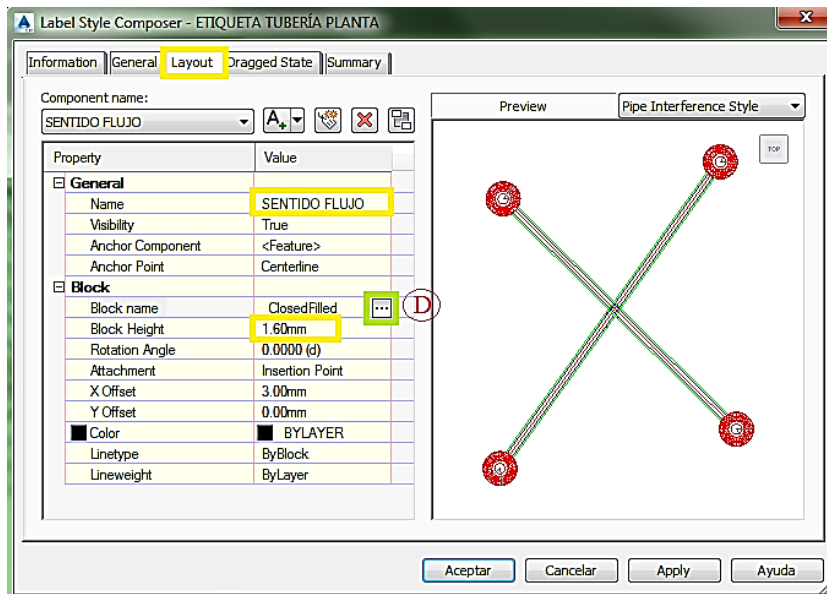 Label Style Composer - ETIQUETA TUBERÍA PLANTA
Information General Layout Dragged State Summary
Component name:
SENTIDO FLUJO
Preview
Pipe Interference Style
TOP
Property Value
General
Name SENTIDO FLUJO
Visibility True
Anchor Component <Feature>
Anchor Point Centerline
Block
Block name ClosedFilled ... D
Block Height 1.60mm
Rotation Angle 0.0000 (d)
Attachment Insertion Point
X Offset 3.00mm
Y Offset 0.00mm
Color BYLAYER
Linetype ByBlock
Lineweight ByLayer
Aceptar Cancelar Apply Ayuda